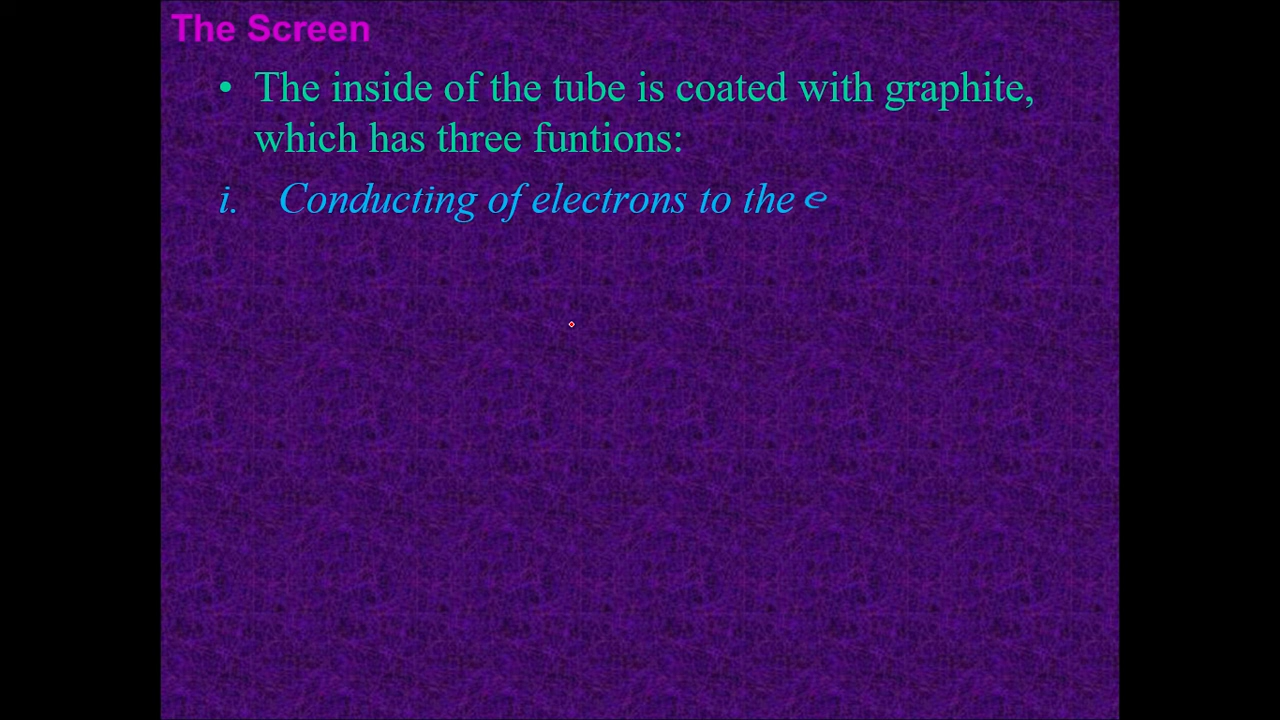 The Screen
• The inside of the tube is coated with graphite,
which has three funtions:
i. Conducting of electrons to the e